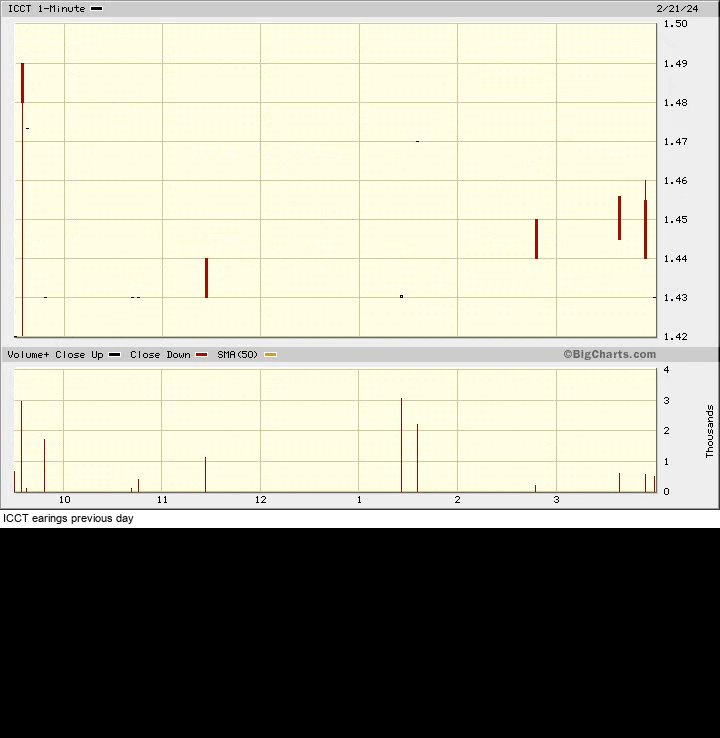 ICCT 1-Minute 2/21/24
1.50
1.49
1.48
1.47
1.46
1.45
1.44
1.43
1.42
Volume+ Close Up Close Down SMA(50) ©BigCharts.com
4
3
2
1
0
Thousands
10 11 12 1 2 3
ICCT earings previous day